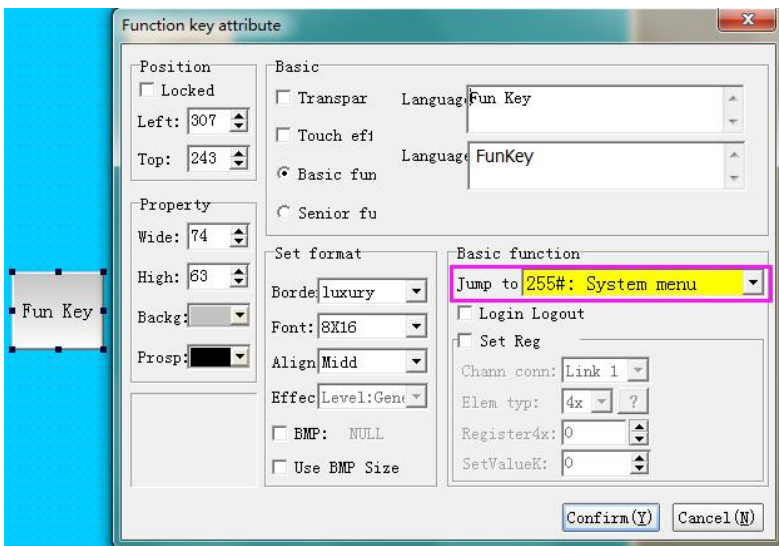 Function key attribute
x
Position
Locked
Left: 307
Top: 243
Property
Wide: 74
High: 63
Backg:
Prosp:
Basic
Transpar
Touch eff
Basic fun
Senior fu
Languag Fun Key
Language FunKey
Set format
Borde: luxury
Font: 8X16
Align Midd
Effec Level:Gene
BMP: NULL
Use BMP Size
Basic function
Jump to 255#: System menu
Login Logout
Set Reg
Chann conn: Link 1
Elem typ: 4x ?
Register4x: 0
SetValueK: 0
Confirm(Y) Cancel(N)
Fun Key